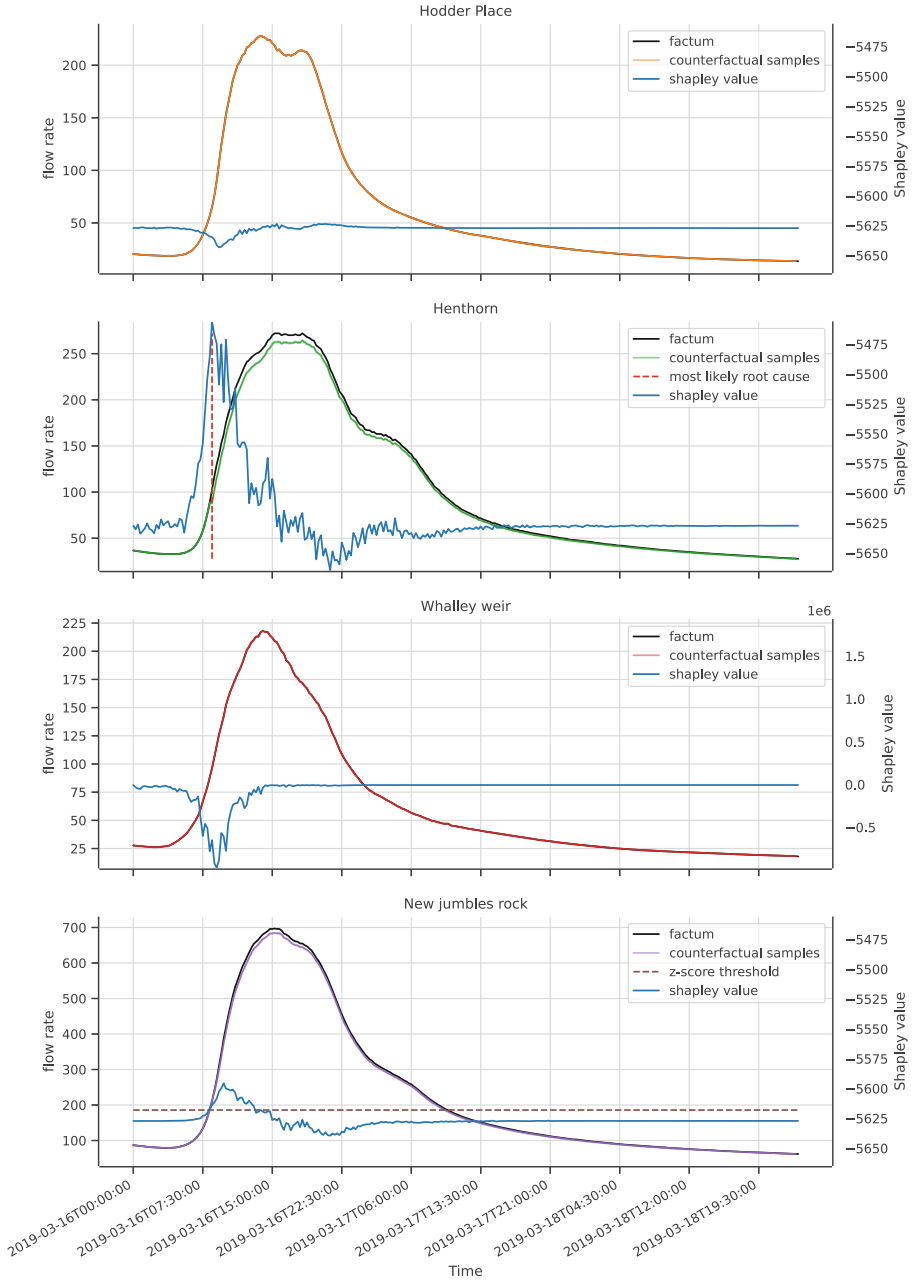 Hodder Place
flow rate
200
150
100
50
factum
counterfactual samples
shapley value
−5475
−5500
−5525
−5550
−5575
−5600
−5625
−5650
Shapley value
Henthorn
flow rate
250
200
150
100
50
factum
counterfactual samples
most likely root cause
shapley value
−5475
−5500
−5525
−5550
−5575
−5600
−5625
−5650
Shapley value
Whalley weir
1e6
flow rate
225
200
175
150
125
100
75
50
25
factum
counterfactual samples
shapley value
1.5
1.0
0.5
0.0
−0.5
Shapley value
New jumbles rock
flow rate
700
600
500
400
300
200
100
factum
counterfactual samples
z-score threshold
shapley value
−5475
−5500
−5525
−5550
−5575
−5600
−5625
−5650
Shapley value
2019-03-16T00:00:00
2019-03-16T07:30:00
2019-03-16T15:00:00
2019-03-16T22:30:00
2019-03-17T06:00:00
2019-03-17T13:30:00
2019-03-17T21:00:00
2019-03-18T04:30:00
2019-03-18T12:00:00
2019-03-18T19:30:00
Time